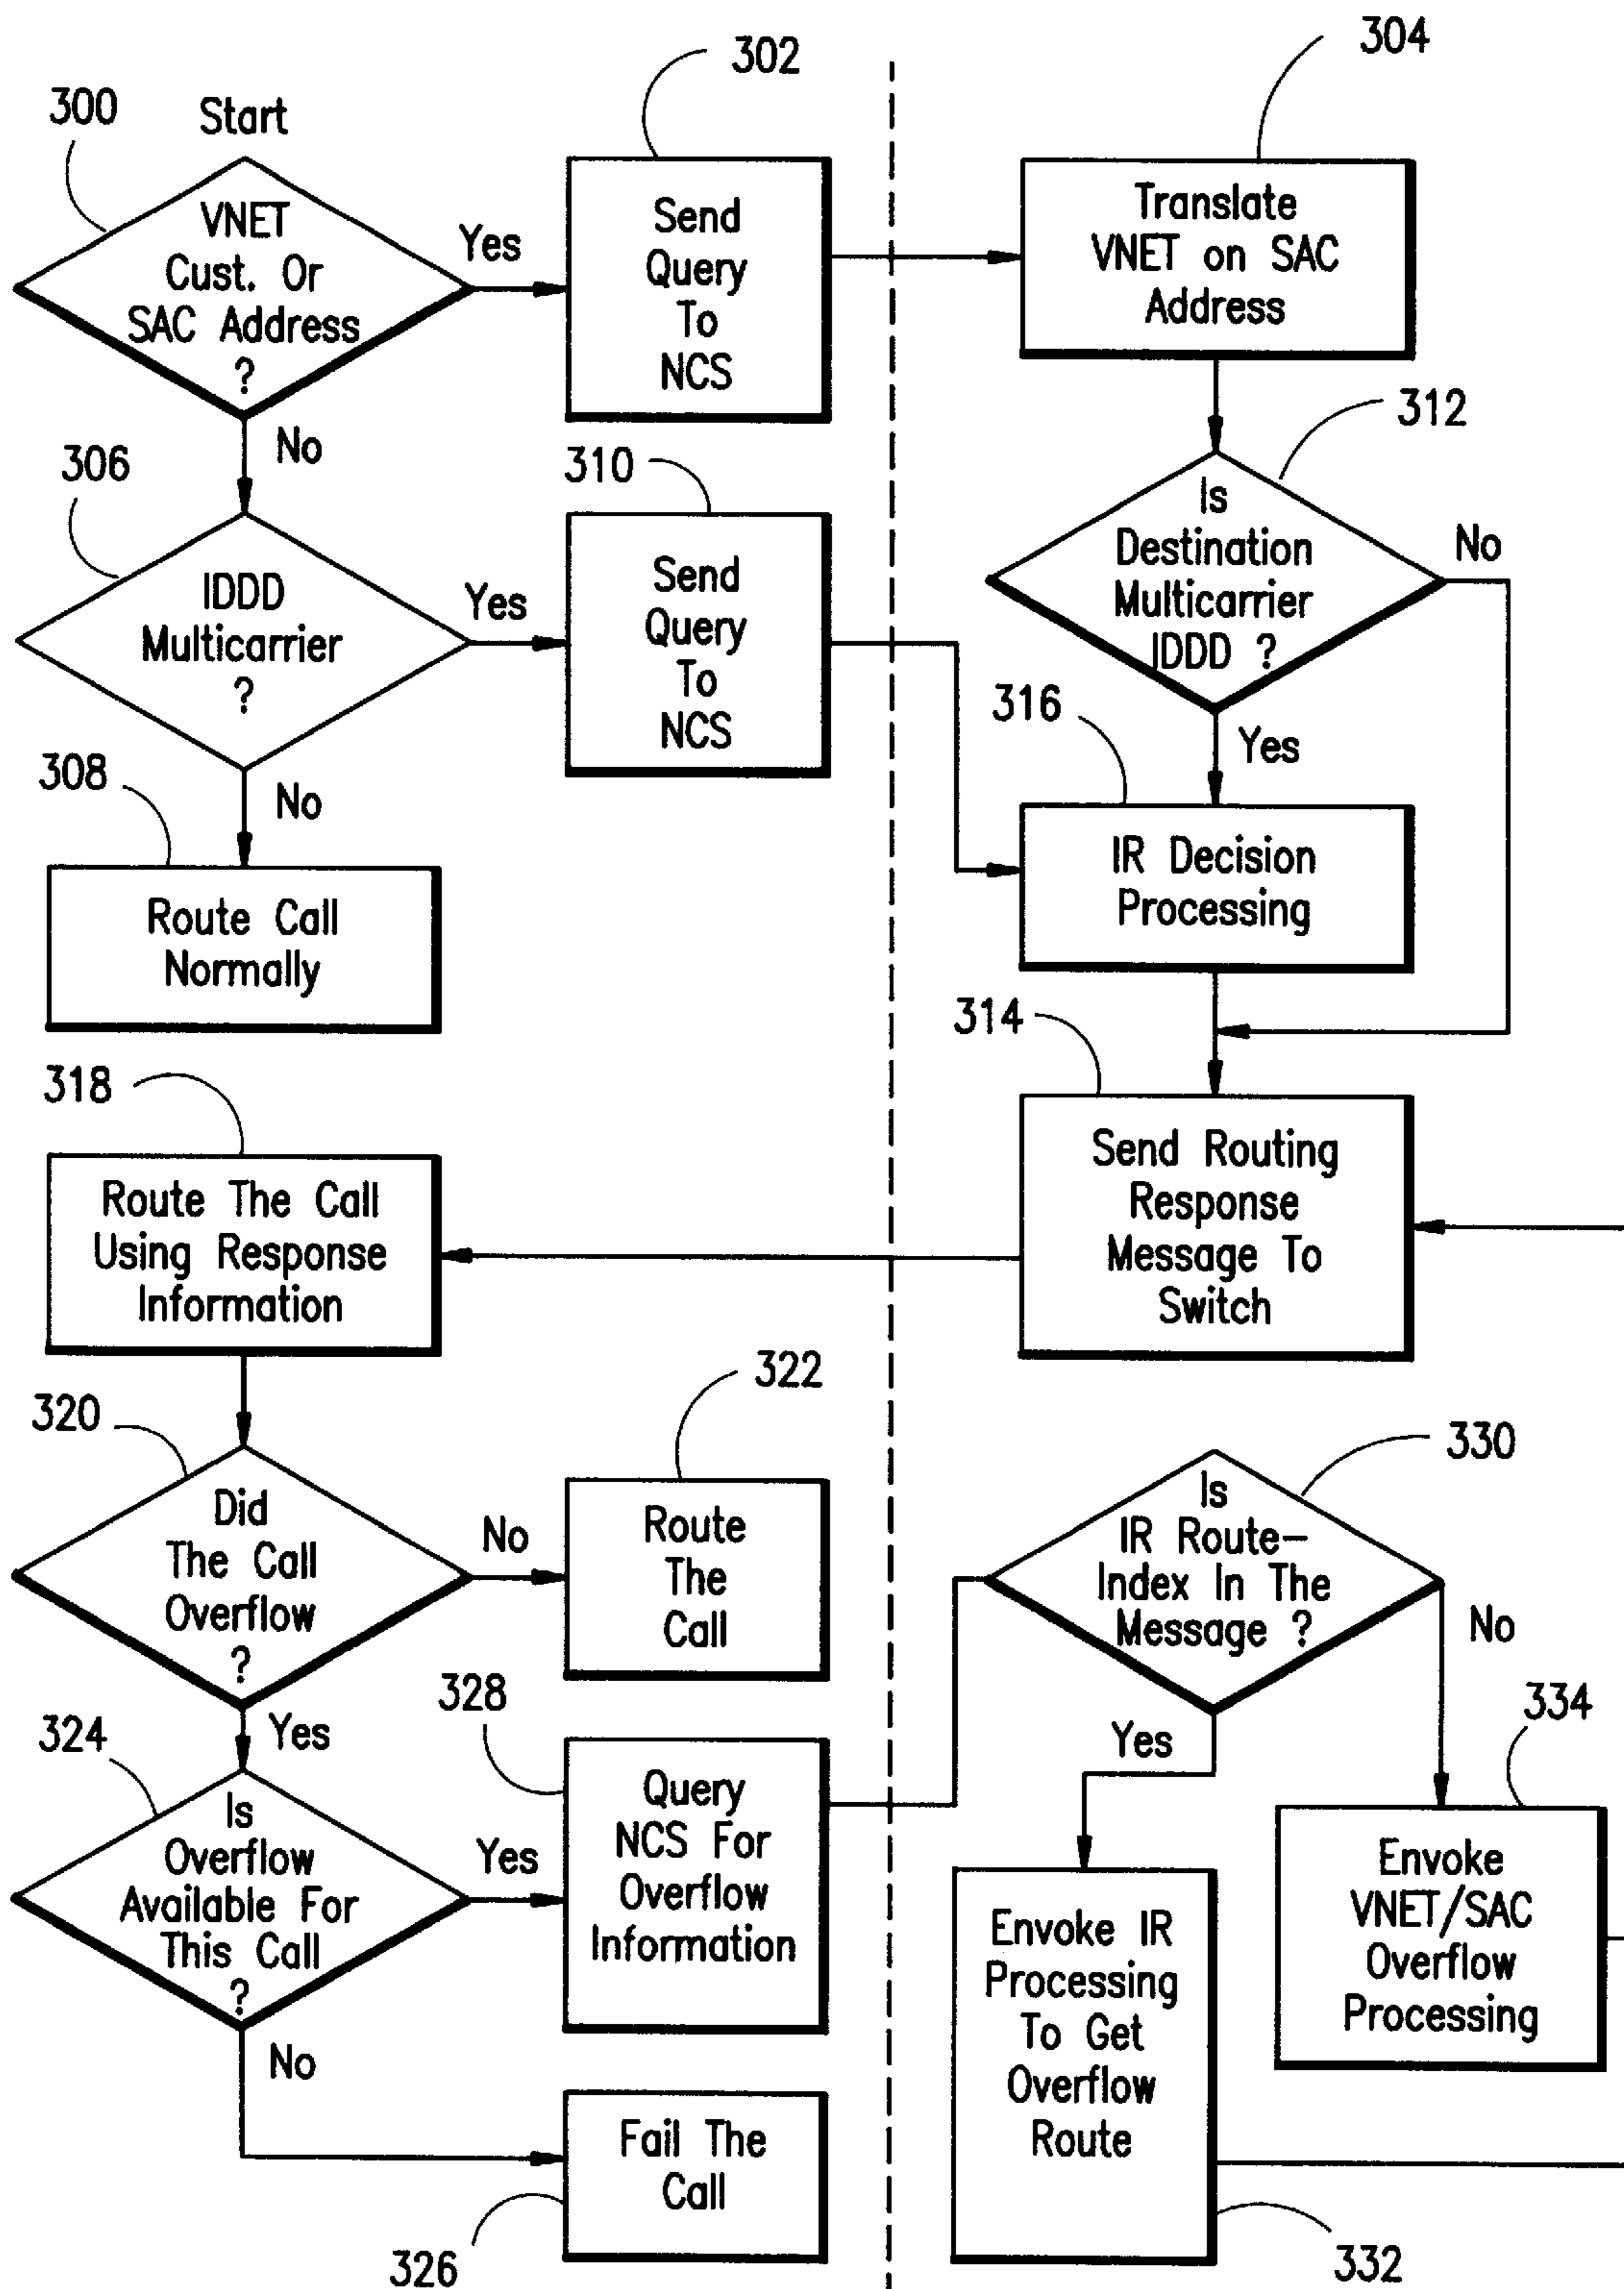 302
304
300
Start
VNET
Cust. Or
SAC Address
?
Yes
Send
Query
To
NCS
Translate
VNET on SAC
Address
No
312
306
310
IDDD
Multicarrier
?
Yes
Send
Query
To
NCS
Is
Destination
Multicarrier
IDDD ?
No
316
Yes
308
No
Route Call
Normally
IR Decision
Processing
314
318
Route The Call
Using Response
Information
Send Routing
Response
Message To
Switch
322
320
330
Did
The Call
Overflow
?
No
Route
The
Call
Is
IR Route-
Index In The
Message ?
No
328
Yes
324
Yes
334
Is
Overflow
Available For
This Call
?
Yes
Query
NCS For
Overflow
Information
Envoke
VNET/SAC
Overflow
Processing
Envoke IR
Processing
To Get
Overflow
Route
No
Fail The
Call
326
332